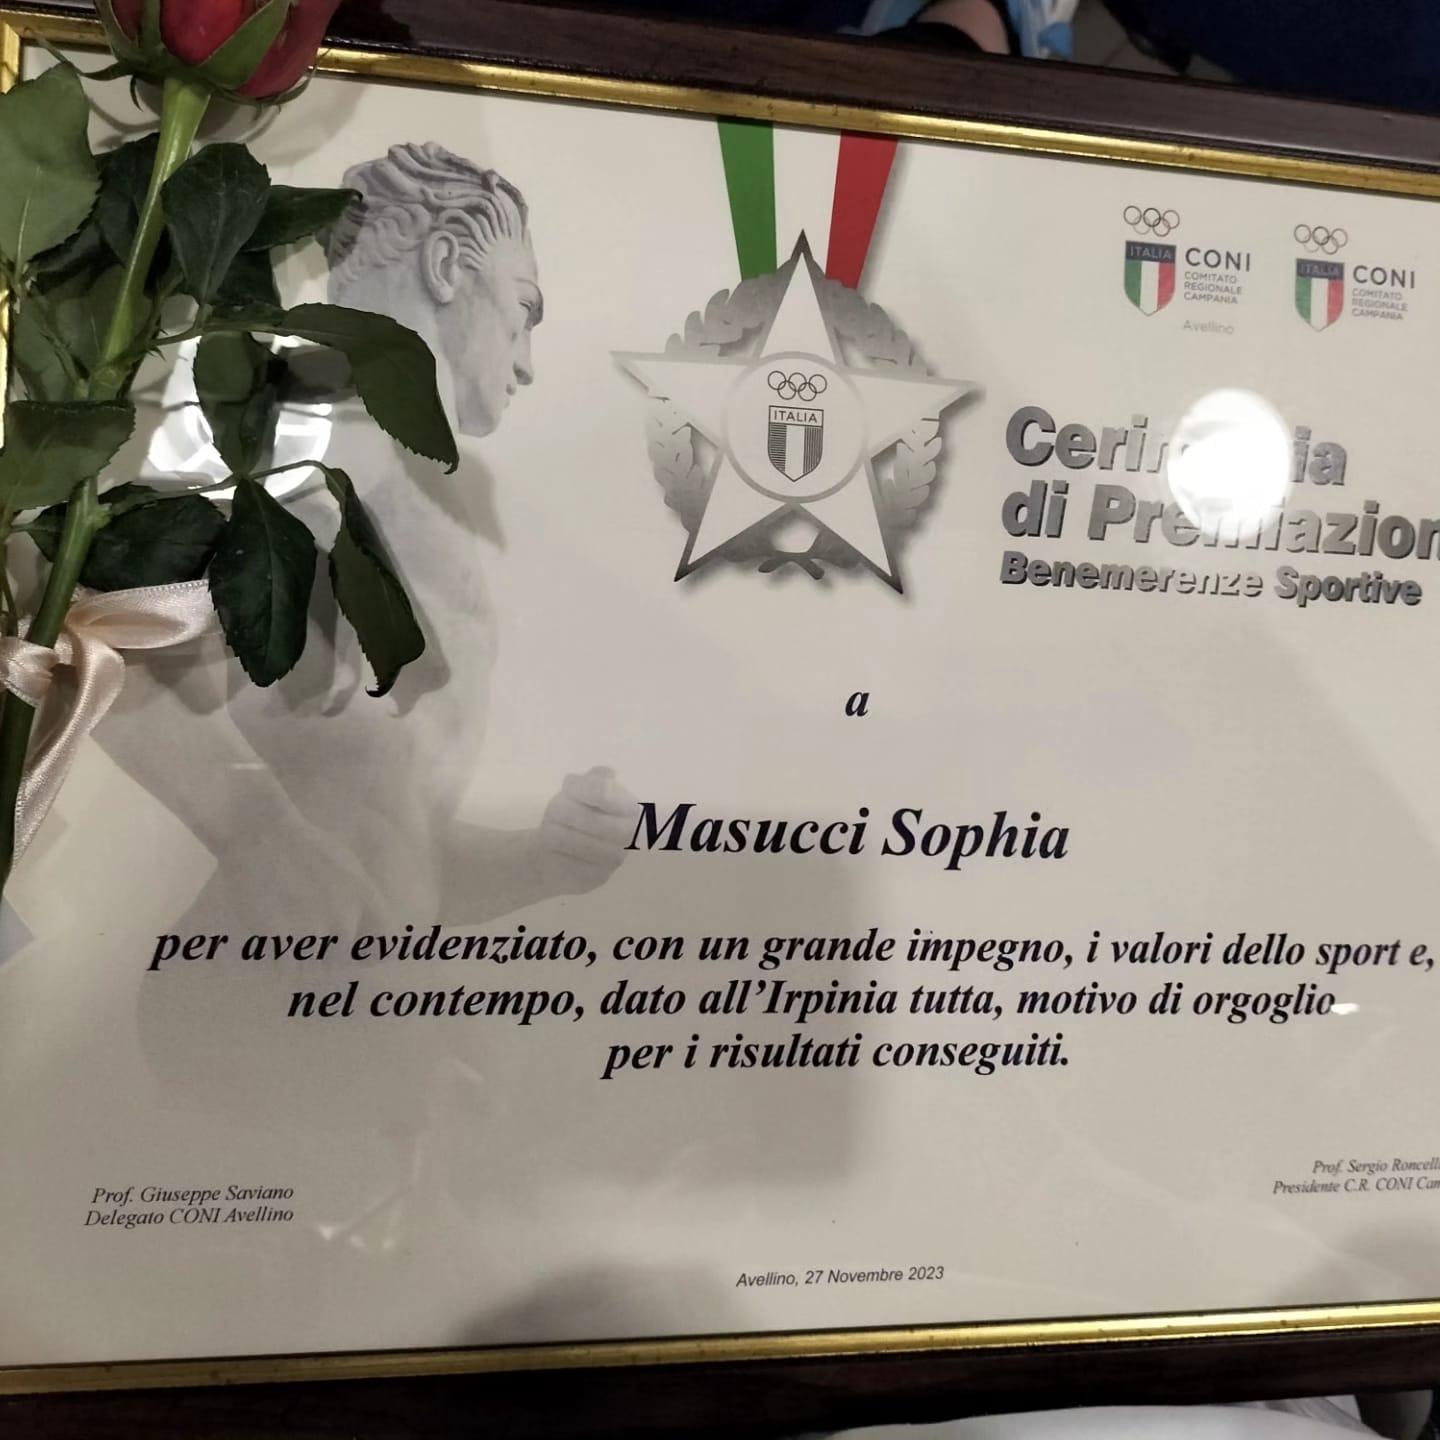 ITALIA
CONI
COMITATO
REGIONALE
CAMPANIA
Avellino
ITALIA
CONI
COMITATO
REGIONALE
CAMPANIA
ITALIA
di
Benemerenze Sportive
a
Masucci Sophia
per aver evidenziato, con un grande impegno, i valori dello sport e,
nel contempo, dato all’Irpinia tutta, motivo di orgoglio
per i risultati conseguiti.
Prof. Giuseppe Saviano
Delegato CONI Avellino
Prof. Sergio
Presidente C.R. CONI
Avellino, 27 Novembre 2023